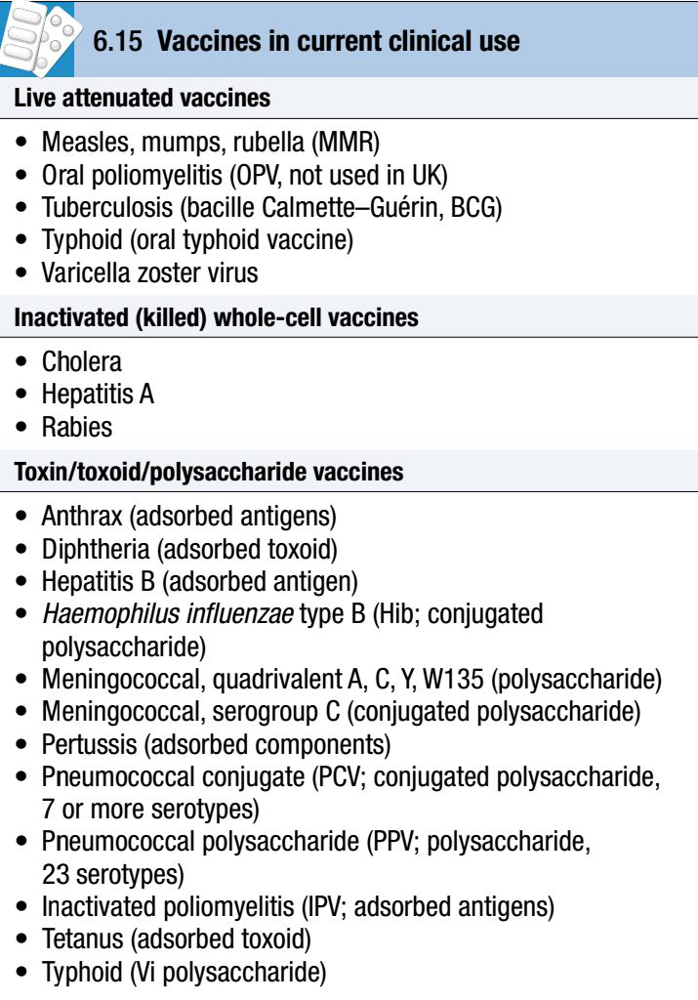 6.15 Vaccines in current clinical use
Live attenuated vaccines
• Measles, mumps, rubella (MMR)
• Oral poliomyelitis (OPV, not used in UK)
• Tuberculosis (bacille Calmette–Guérin, BCG)
• Typhoid (oral typhoid vaccine)
• Varicella zoster virus
Inactivated (killed) whole-cell vaccines
• Cholera
• Hepatitis A
• Rabies
Toxin/toxoid/polysaccharide vaccines
• Anthrax (adsorbed antigens)
• Diphtheria (adsorbed toxoid)
• Hepatitis B (adsorbed antigen)
• Haemophilus influenzae type B (Hib; conjugated
polysaccharide)
• Meningococcal, quadrivalent A, C, Y, W135 (polysaccharide)
• Meningococcal, serogroup C (conjugated polysaccharide)
• Pertussis (adsorbed components)
• Pneumococcal conjugate (PCV; conjugated polysaccharide,
7 or more serotypes)
• Pneumococcal polysaccharide (PPV; polysaccharide,
23 serotypes)
• Inactivated poliomyelitis (IPV; adsorbed antigens)
• Tetanus (adsorbed toxoid)
• Typhoid (Vi polysaccharide)